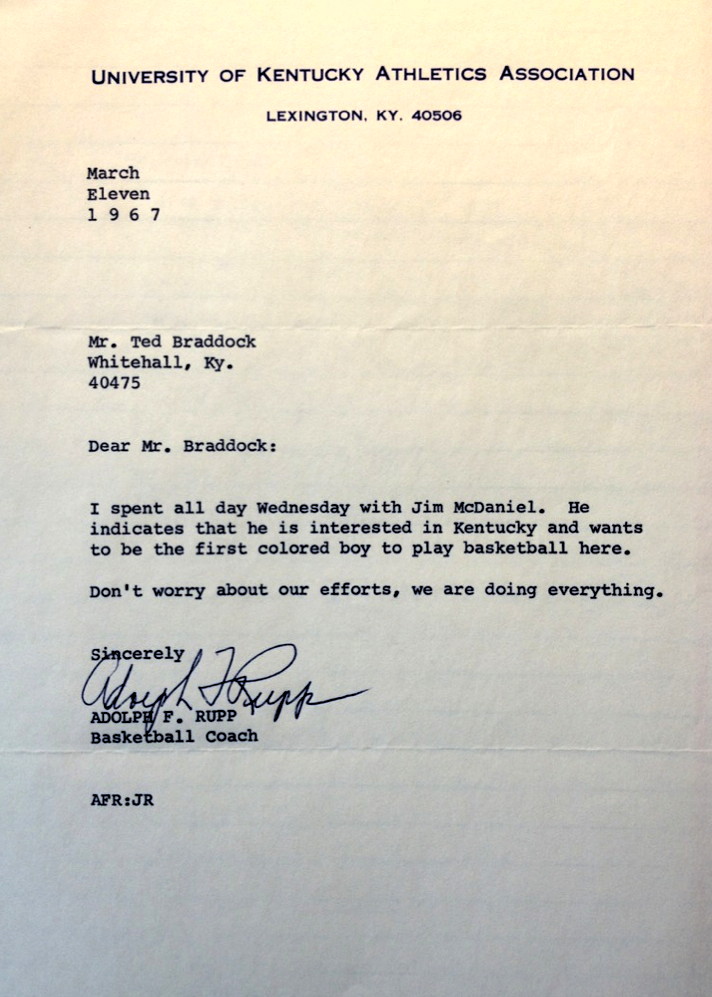 UNIVERSITY OF KENTUCKY ATHLETICS ASSOCIATION
LEXINGTON, KY. 40506
March
Eleven
1 9 6 7
Mr. Ted Braddock
Whitehall, Ky.
40475
Dear Mr. Braddock:
I spent all day Wednesday with Jim McDaniel. He
indicates that he is interested in Kentucky and wants
to be the first colored boy to play basketball here.
Don't worry about our efforts, we are doing everything.
Sincerely
Adolph F Rupp
ADOLPH F. RUPP
Basketball Coach
AFR:JR